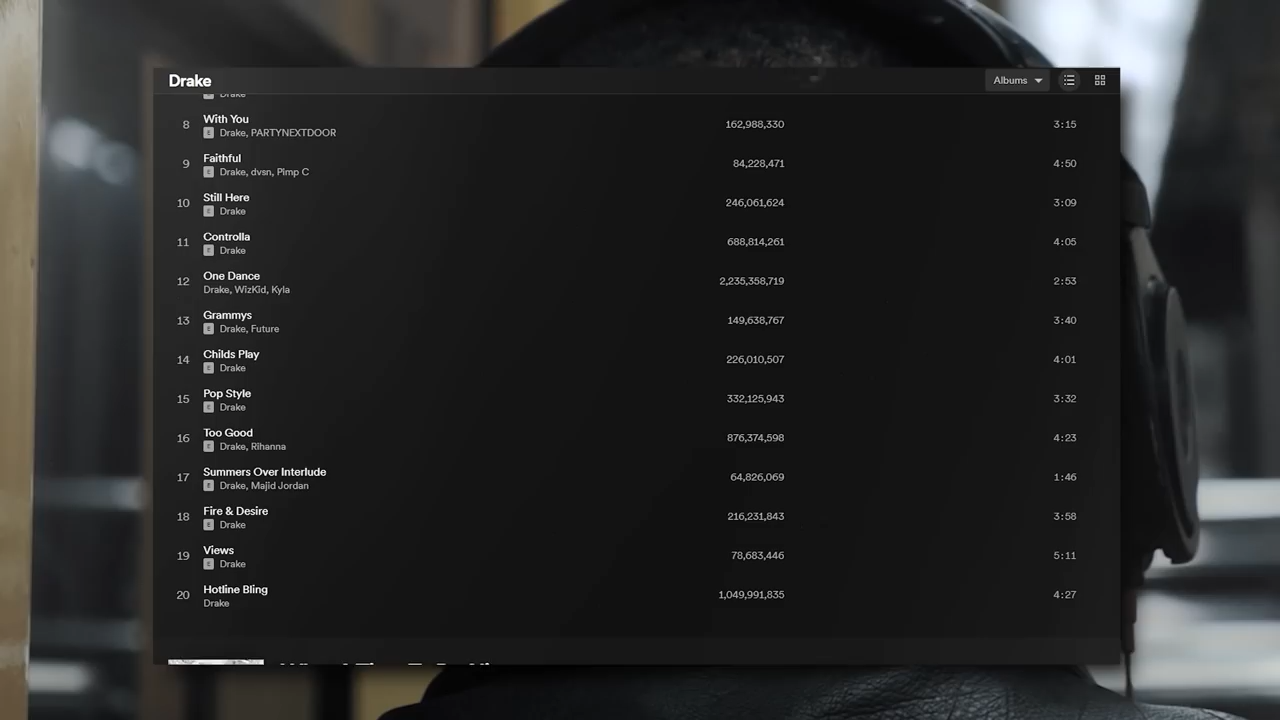 Drake
Albums
Drake
8 With You 162,988,330 3:15
E Drake, PARTYNEXTDOOR
9 Faithful 84,228,471 4:50
E Drake, dvsn, Pimp C
10 Still Here 246,061,624 3:09
E Drake
11 Controlla 688,814,261 4:05
E Drake
12 One Dance 2,235,358,719 2:53
Drake, WizKid, Kyla
13 Grammys 149,638,767 3:40
E Drake, Future
14 Childs Play 226,010,507 4:01
E Drake
15 Pop Style 332,125,943 3:32
E Drake
16 Too Good 876,374,598 4:23
E Drake, Rihanna
17 Summers Over Interlude 64,826,069 1:46
E Drake, Majid Jordan
18 Fire & Desire 216,231,843 3:58
E Drake
19 Views 78,683,446 5:11
E Drake
20 Hotline Bling 1,049,991,835 4:27
Drake